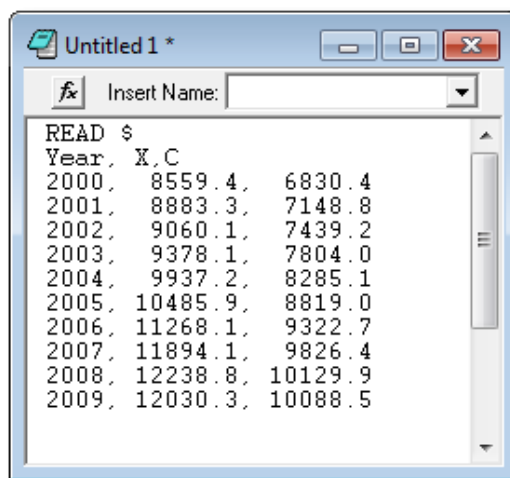 Untitled 1 *
fx Insert Name:
READ $
Year, X,C
2000, 8559.4, 6830.4
2001, 8883.3, 7148.8
2002, 9060.1, 7439.2
2003, 9378.1, 7804.0
2004, 9937.2, 8285.1
2005, 10485.9, 8819.0
2006, 11268.1, 9322.7
2007, 11894.1, 9826.4
2008, 12238.8, 10129.9
2009, 12030.3, 10088.5